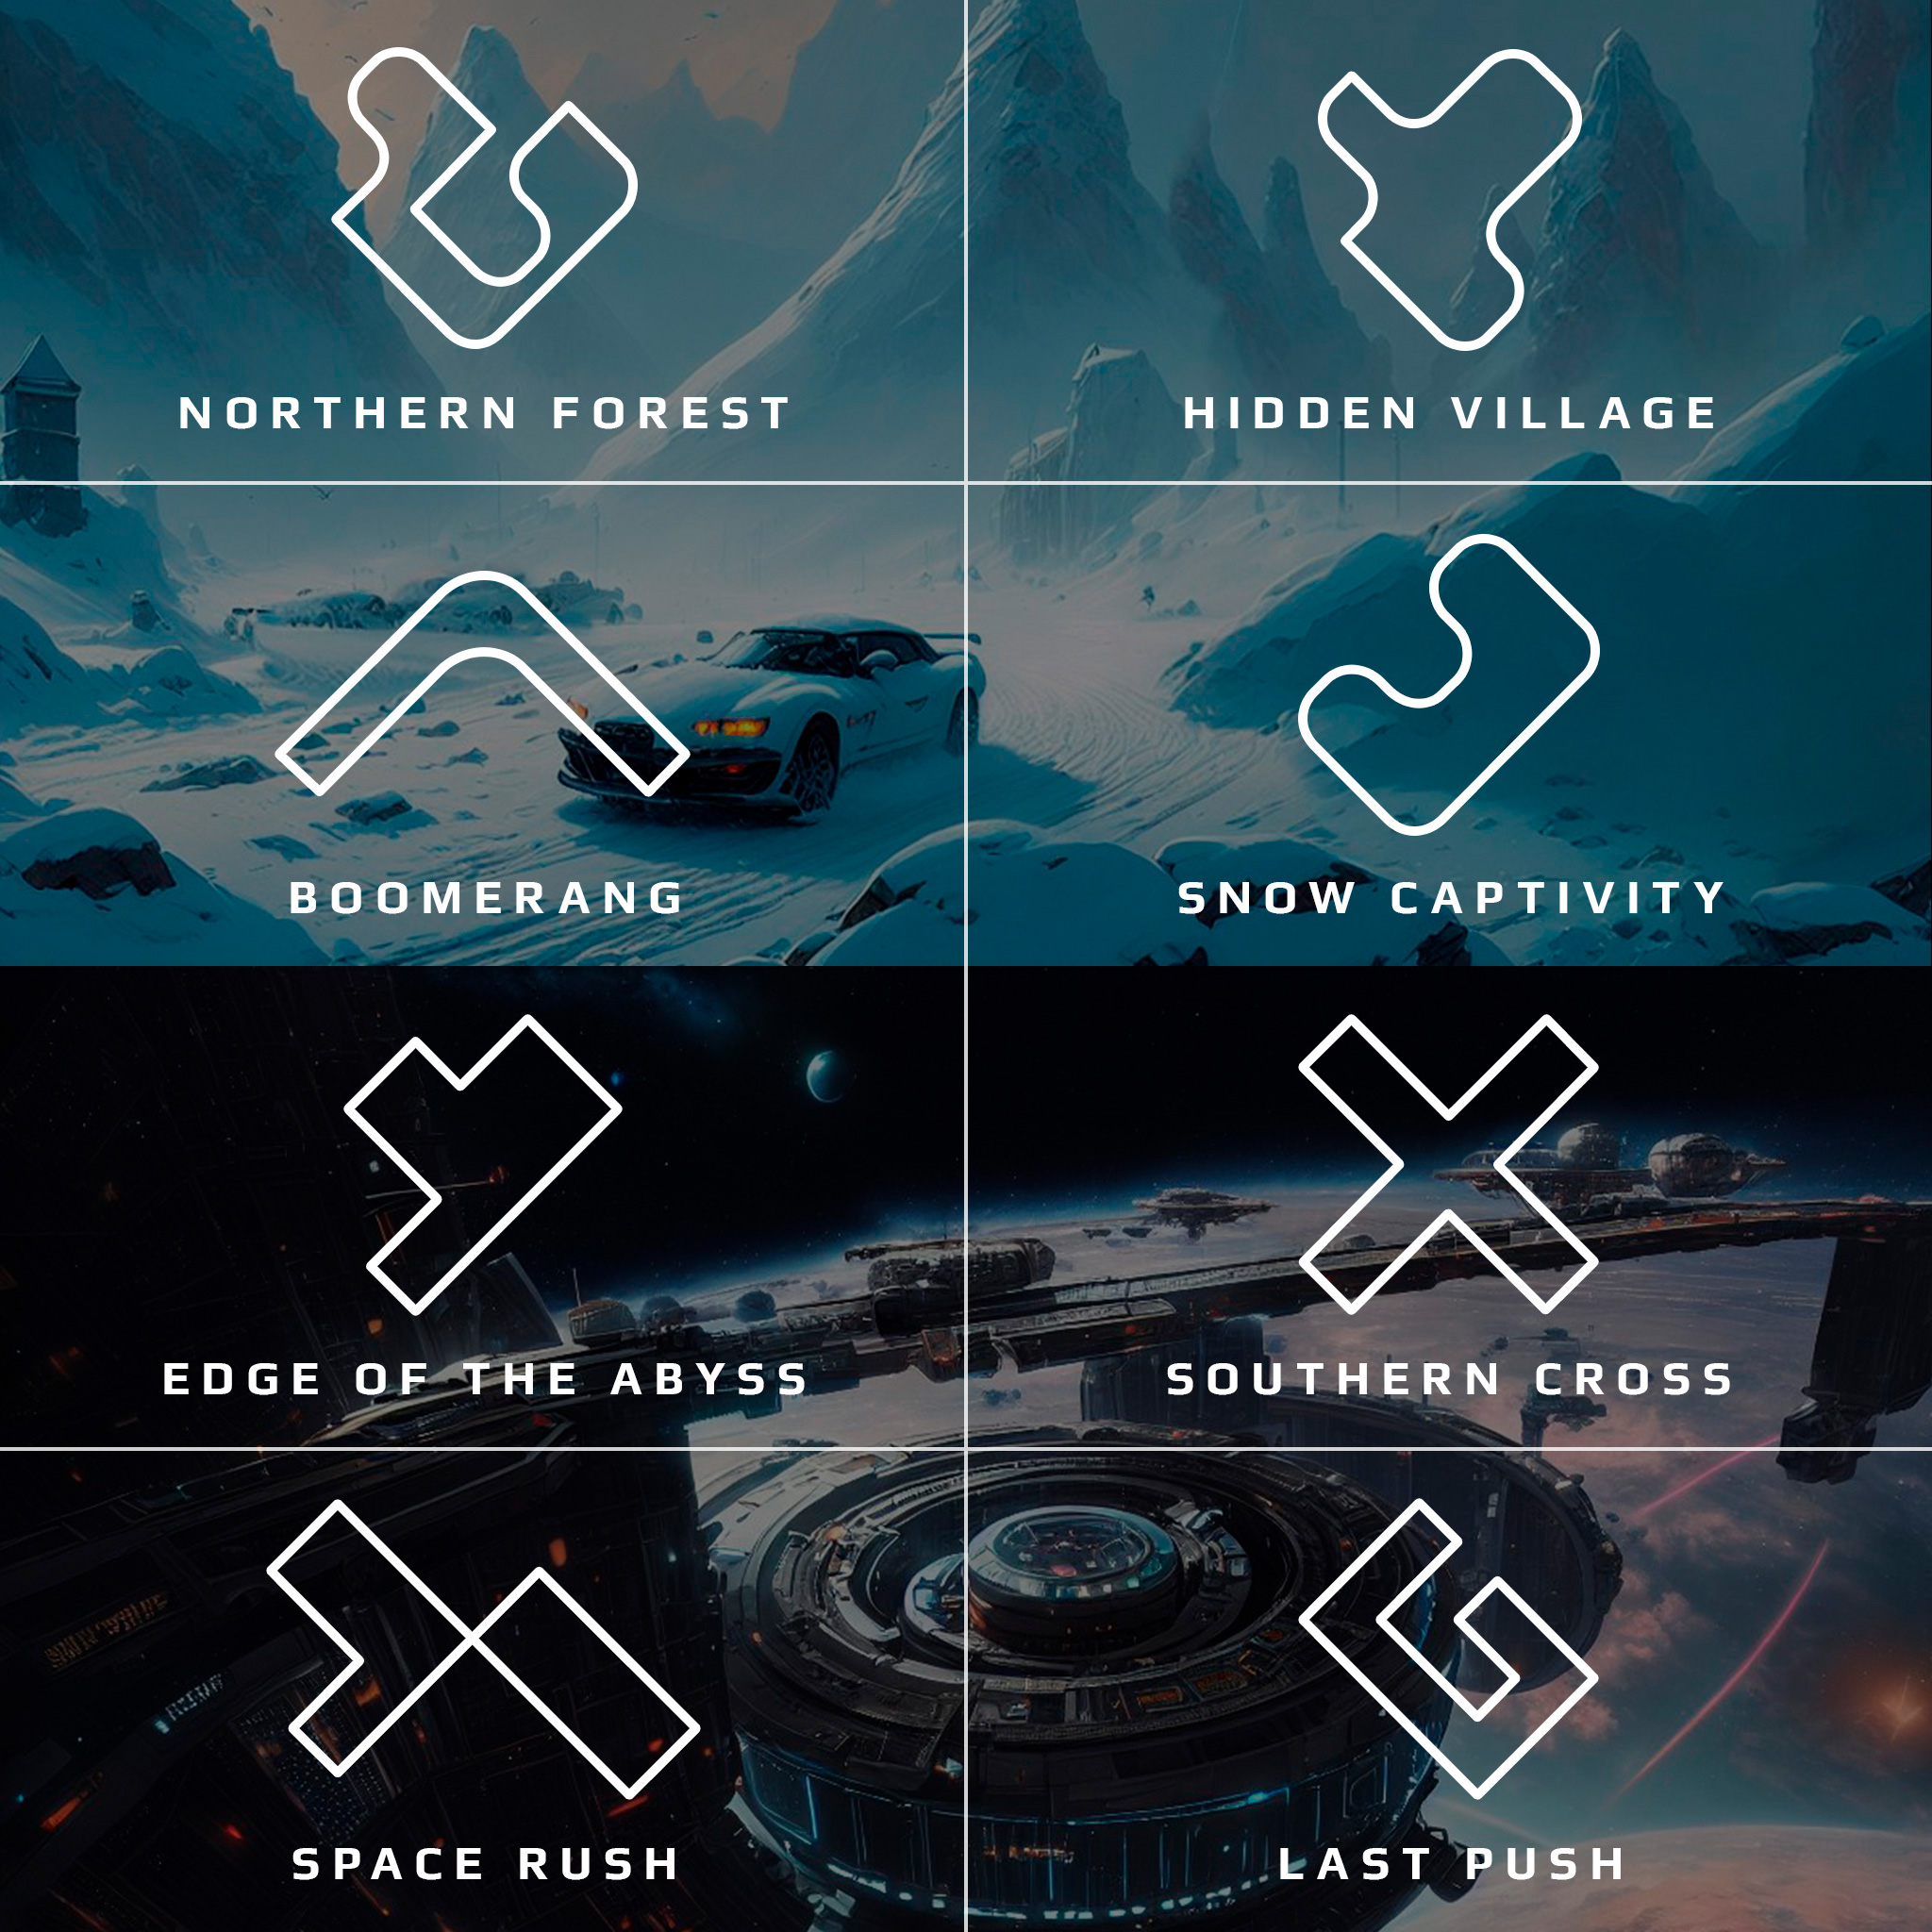 NORTHERN FOREST
HIDDEN VILLAGE
BOOMERANG
SNOW CAPTIVITY
EDGE OF THE ABYSS
SOUTHERN CROSS
SPACE RUSH
LAST PUSH